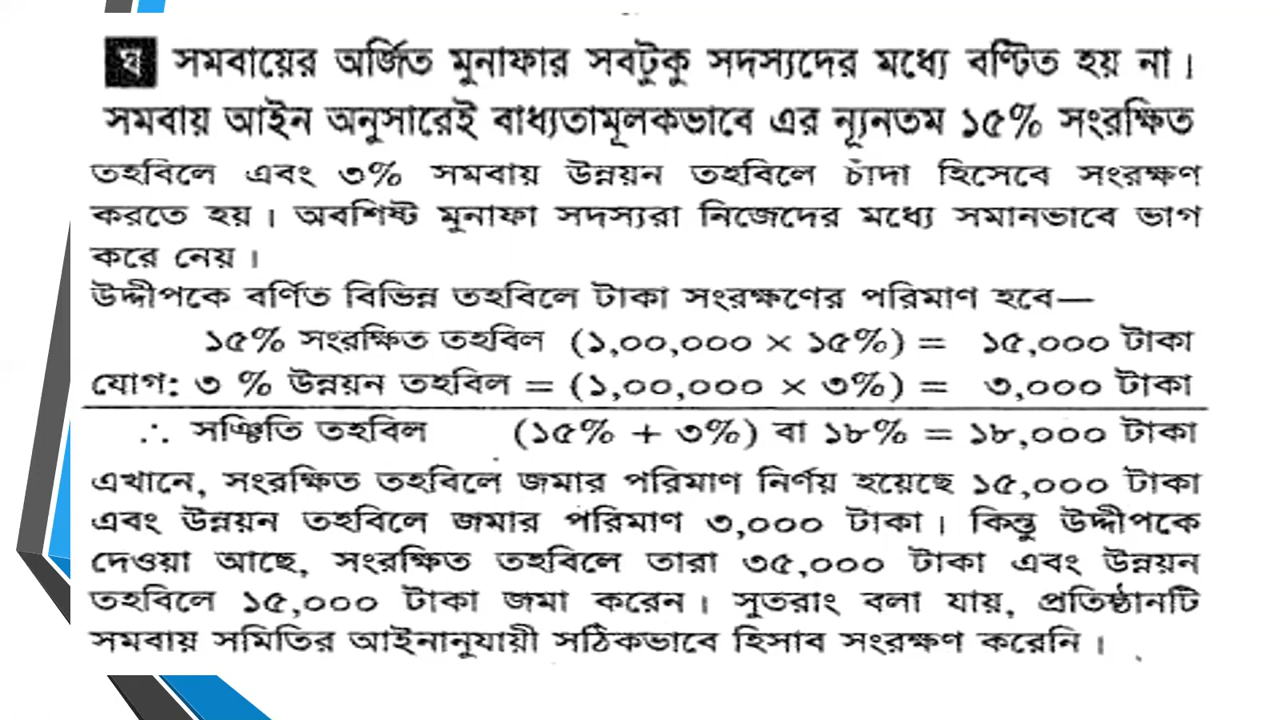 ঘ সমবায়ের অর্জিত মুনাফার সবটুকু সদস্যদের মধ্যে বণ্টিত হয় না।
সমবায় আইন অনুসারেই বাধ্যতামূলকভাবে এর ন্যূনতম ১৫% সংরক্ষিত
তহবিলে এবং ৩% সমবায় উন্নয়ন তহবিলে চাঁদা হিসেবে সংরক্ষণ
করতে হয়। অবশিষ্ট মুনাফা সদস্যরা নিজেদের মধ্যে সমানভাবে ভাগ
করে নেয়।
উদ্দীপকে বর্ণিত বিভিন্ন তহবিলে টাকা সংরক্ষণের পরিমাণ হবে—
১৫% সংরক্ষিত তহবিল (১,০০,০০০ × ১৫%) = ১৫,০০০ টাকা
যোগ: ৩ % উন্নয়ন তহবিল = (১,০০,০০০ × ৩%) = ৩,০০০ টাকা
∴ সঞ্চিতি তহবিল (১৫% + ৩%) বা ১৮% = ১৮,০০০ টাকা
এখানে, সংরক্ষিত তহবিলে জমার পরিমাণ নির্ণয় হয়েছে ১৫,০০০ টাকা
এবং উন্নয়ন তহবিলে জমার পরিমাণ ৩,০০০ টাকা। কিন্তু উদ্দীপকে
দেওয়া আছে, সংরক্ষিত তহবিলে তারা ৩৫,০০০ টাকা এবং উন্নয়ন
তহবিলে ১৫,০০০ টাকা জমা করেন। সুতরাং বলা যায়, প্রতিষ্ঠানটি
সমবায় সমিতির আইনানুযায়ী সঠিকভাবে হিসাব সংরক্ষণ করেনি।